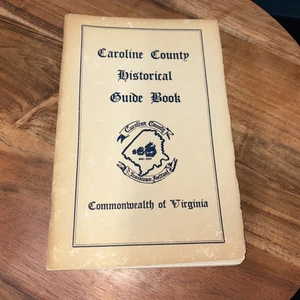 Caroline County
Historical
Guide Book
Caroline County
Commonwealth of Virginia